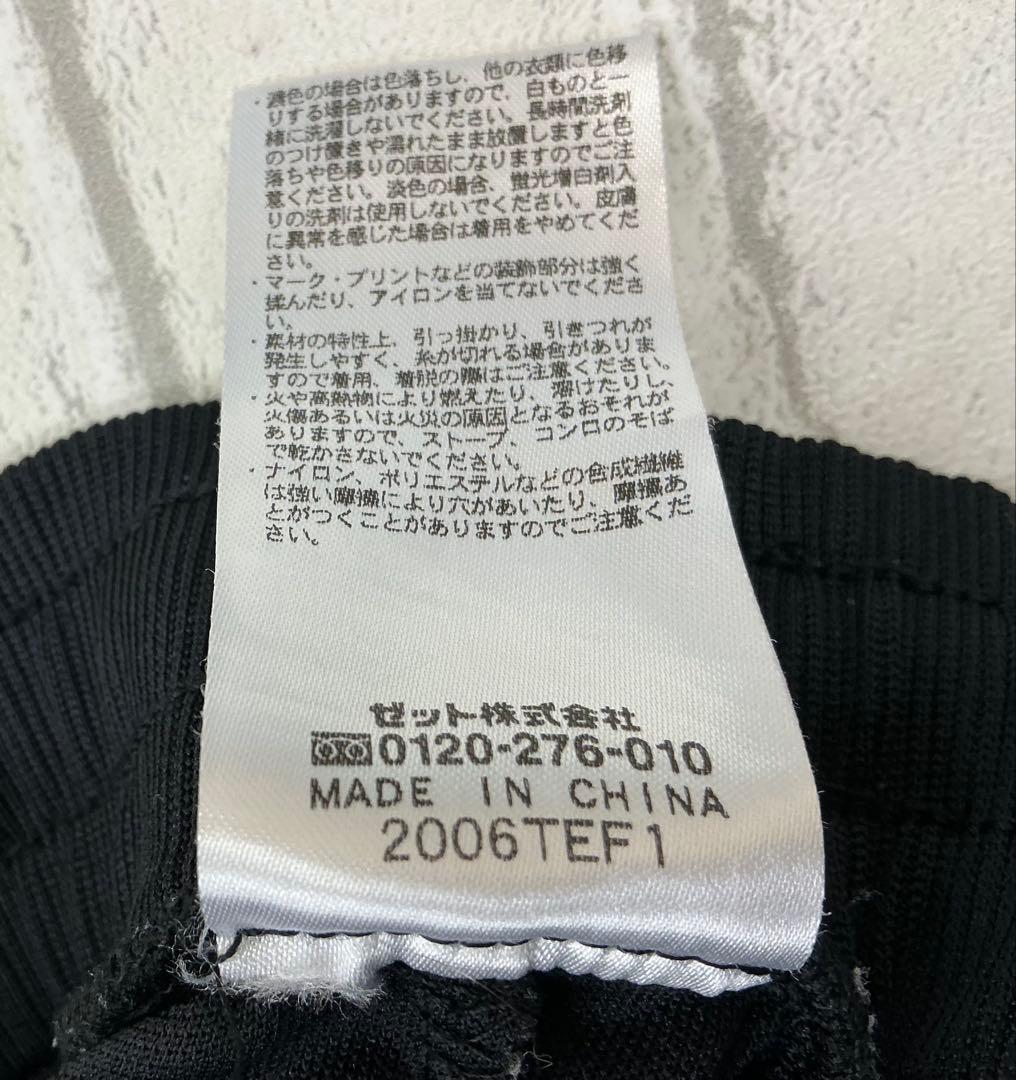 ・濃色の場合は色落ちし、他の衣類に色移
りする場合がありますので、白ものと一
緒に洗濯しないでください。長時間洗剤
のつけ置きや濡れたまま放置しますと色
落ちや色移りの原因になりますのでご注
意ください。淡色の場合、蛍光増白剤入
りの洗剤は使用しないでください。皮膚
に異常を感じた場合は着用をやめてくだ
さい。
・マーク・プリントなどの装飾部分は強く
揉んだり、アイロンを当てないでくださ
い。
・素材の特性上、引っ掛かり、引きつれが
発生しやすく、糸が切れる場合がありま
すので着用、着脱の際はご注意ください。
・火や高熱物により燃えたり、溶けたりし、
火傷あるいは火災の原因となるおそれが
ありますので、ストーブ、コンロのそば
で乾かさないでください。
・ナイロン、ポリエステルなどの合成繊維
は強い摩擦により穴があいたり、摩擦あ
とがつくことがありますのでご注意くだ
さい。
ゼット株式会社
0120-276-010
MADE IN CHINA
2006TEF1